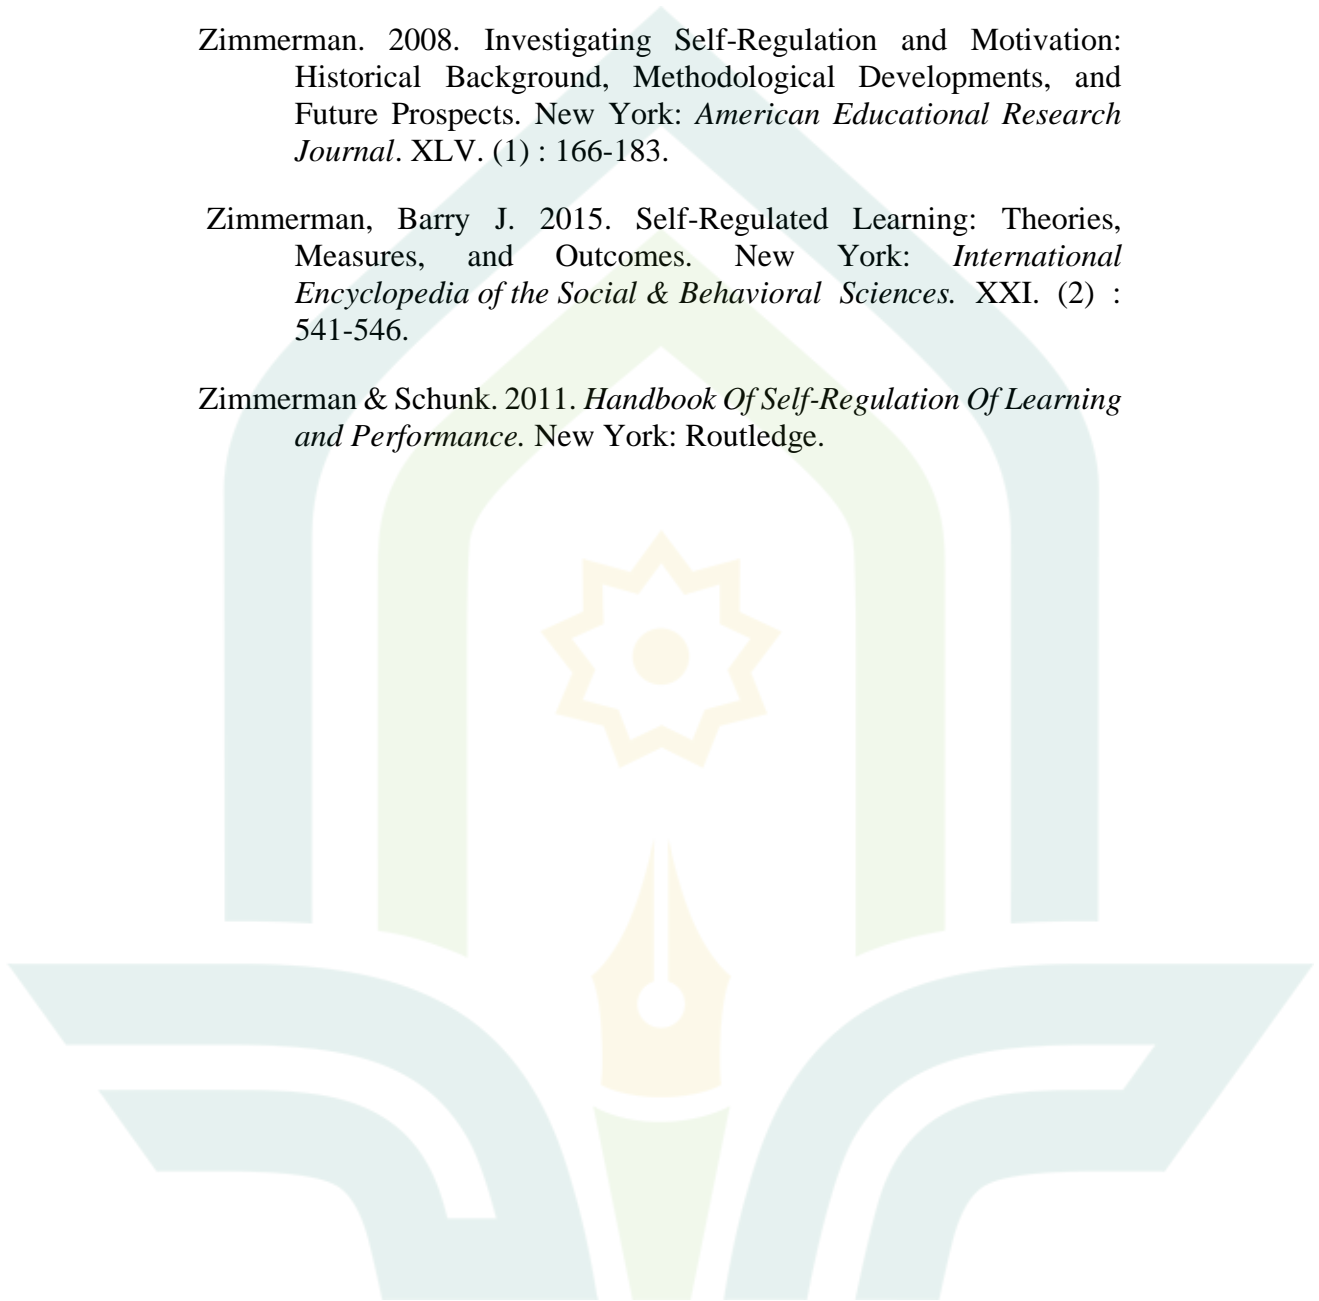 Zimmerman. 2008. Investigating Self-Regulation and Motivation:
Historical Background, Methodological Developments, and
Future Prospects. New York: American Educational Research
Journal. XLV. (1) : 166-183.
Zimmerman, Barry J. 2015. Self-Regulated Learning: Theories,
Measures, and Outcomes. New York: International
Encyclopedia of the Social & Behavioral Sciences. XXI. (2) :
541-546.
Zimmerman & Schunk. 2011. Handbook Of Self-Regulation Of Learning
and Performance. New York: Routledge.